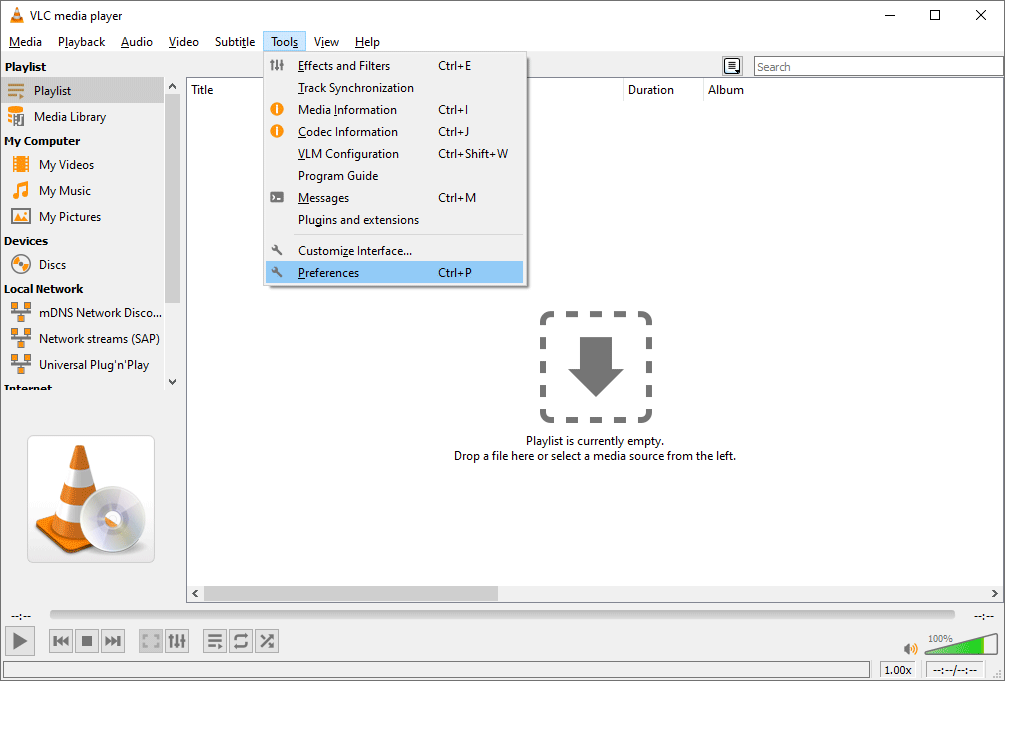 VLC media player
Media Playback Audio Video Subtitle Tools View Help
Playlist
Search
Playlist
Media Library
My Computer
My Videos
My Music
My Pictures
Devices
Discs
Local Network
mDNS Network Disco...
Network streams (SAP)
Universal Plug'n'Play
Internet
Effects and Filters Ctrl+E
Track Synchronization
Media Information Ctrl+I
Codec Information Ctrl+J
VLM Configuration Ctrl+Shift+W
Program Guide
Messages Ctrl+M
Plugins and extensions
Customize Interface...
Preferences Ctrl+P
Title Duration Album
Playlist is currently empty.
Drop a file here or select a media source from the left.
--:-- --:--
100%
1.00x --:--/--:--